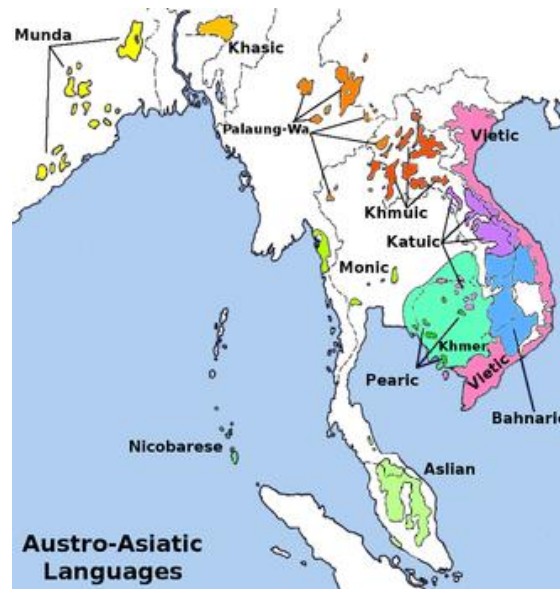 Munda
Khasic
Palaung-Wa
Vietic
Khmuic
Katuic
Monic
Khmer
Pearic
Vietic
Bahnaric
Nicobarese
Aslian
Austro-Asiatic
Languages